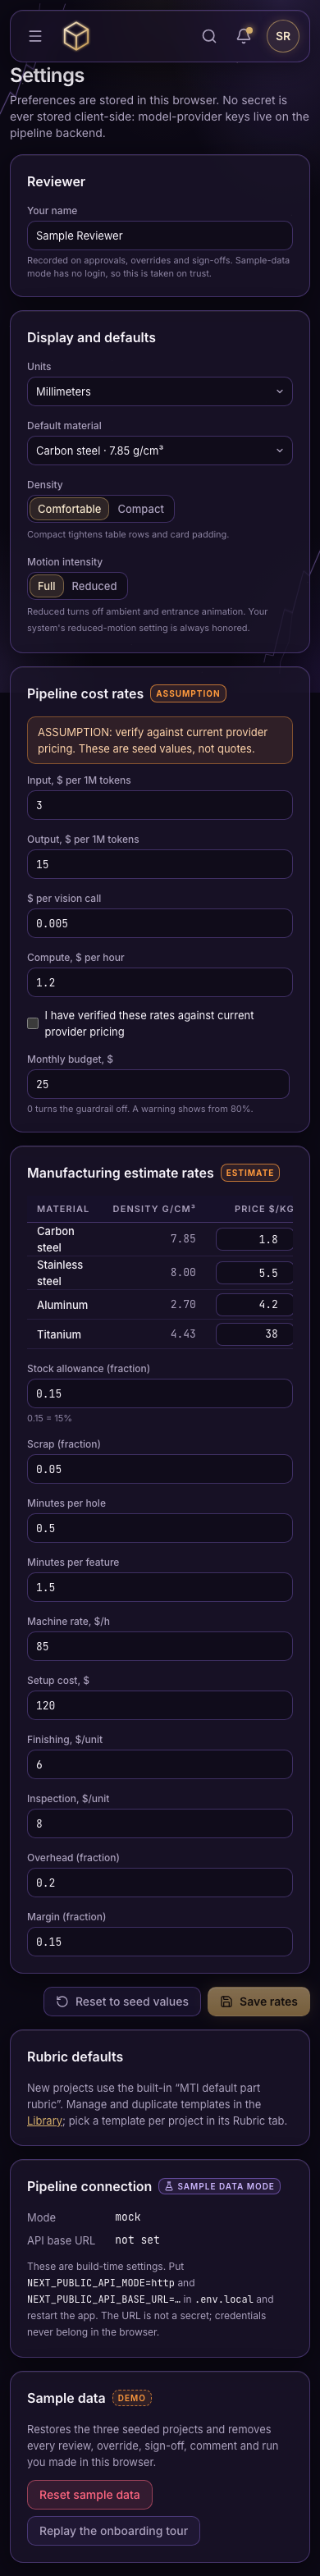 SR
Settings
Preferences are stored in this browser. No secret is
ever stored client-side: model-provider keys live on the
pipeline backend.
Reviewer
Your name
Sample Reviewer
Recorded on approvals, overrides and sign-offs. Sample-data
mode has no login, so this is taken on trust.
Display and defaults
Units
Millimeters
Default material
Carbon steel · 7.85 g/cm³
Density
Comfortable Compact
Compact tightens table rows and card padding.
Motion intensity
Full Reduced
Reduced turns off ambient and entrance animation. Your
system's reduced-motion setting is always honored.
Pipeline cost rates ASSUMPTION
ASSUMPTION: verify against current provider
pricing. These are seed values, not quotes.
Input, $ per 1M tokens
3
Output, $ per 1M tokens
15
$ per vision call
0.005
Compute, $ per hour
1.2
I have verified these rates against current
provider pricing
Monthly budget, $
25
0 turns the guardrail off. A warning shows from 80%.
Manufacturing estimate rates ESTIMATE
MATERIAL DENSITY G/CM³ PRICE $/KG
Carbon
steel 7.85 1.8
Stainless
steel 8.00 5.5
Aluminum 2.70 4.2
Titanium 4.43 38
Stock allowance (fraction)
0.15
0.15 = 15%
Scrap (fraction)
0.05
Minutes per hole
0.5
Minutes per feature
1.5
Machine rate, $/h
85
Setup cost, $
120
Finishing, $/unit
6
Inspection, $/unit
8
Overhead (fraction)
0.2
Margin (fraction)
0.15
Reset to seed values Save rates
Rubric defaults
New projects use the built-in “MTI default part
rubric”. Manage and duplicate templates in the
Library; pick a template per project in its Rubric tab.
Pipeline connection SAMPLE DATA MODE
Mode mock
API base URL not set
These are build-time settings. Put
NEXT_PUBLIC_API_MODE=http and
NEXT_PUBLIC_API_BASE_URL=… in .env.local and
restart the app. The URL is not a secret; credentials
never belong in the browser.
Sample data DEMO
Restores the three seeded projects and removes
every review, override, sign-off, comment and run
you made in this browser.
Reset sample data
Replay the onboarding tour